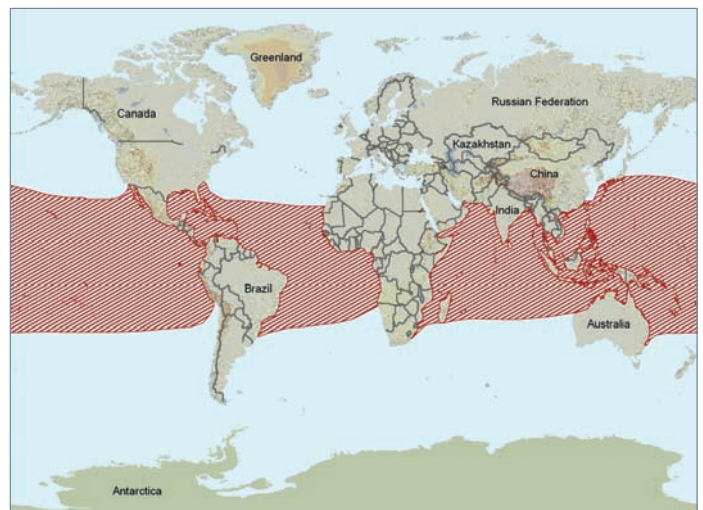 Greenland
Canada
Russian Federation
Kazakhstan
China
India
Brazil
Australia
Antarctica